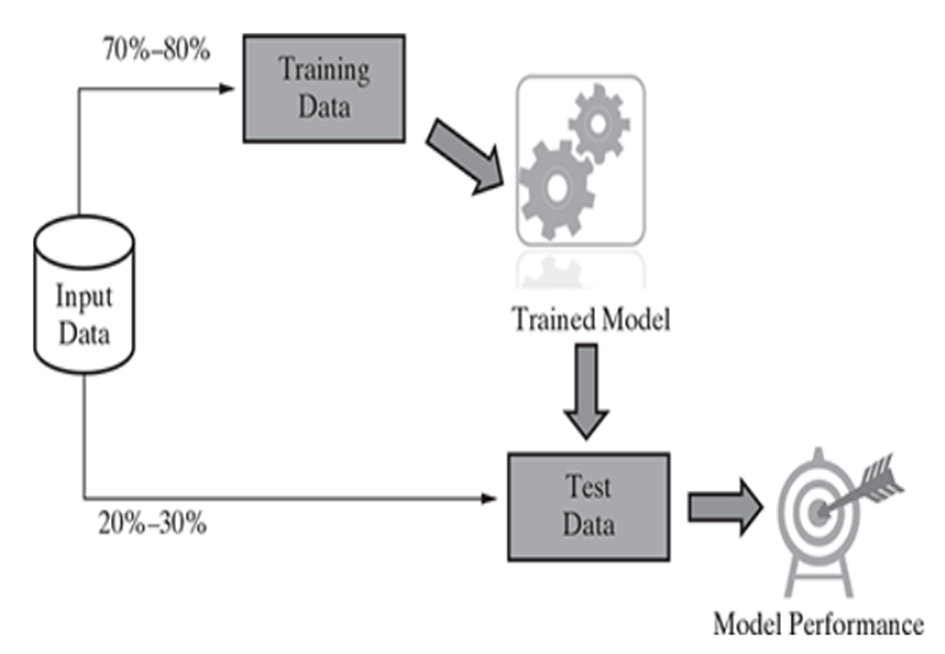 70%–80%
Training
Data
Input
Data
Trained Model
20%–30%
Test
Data
Model Performance